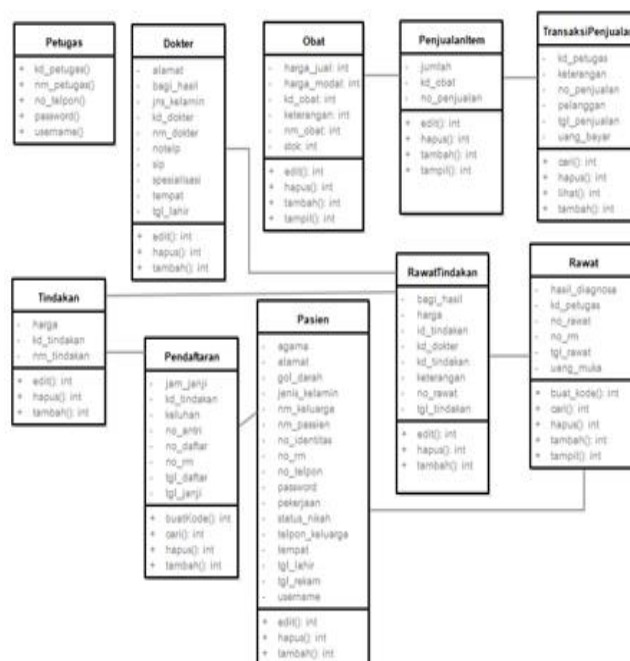 Petugas
+ kd_petugas()
+ nm_petugas()
+ no_telpon()
+ password()
+ username()
Dokter
- alamat
- bagi_hasil
- jns_kelamin
- kd_dokter
- nm_dokter
- notelp
- sip
- spesialisasi
- tempat
- tgl_lahir
+ edit(): int
+ hapus(): int
+ tambah(): int
Obat
- harga_jual: int
- harga_modal: int
- kd_obat: int
- keterangan: int
- nm_obat: int
- stok: int
+ edit(): int
+ hapus(): int
+ tambah(): int
+ tampil(): int
PenjualanItem
- jumlah
- kd_obat
- no_penjualan
+ edit(): int
+ hapus(): int
+ tambah(): int
+ tampil(): int
TransaksiPenjualan
- kd_petugas
- keterangan
- no_penjualan
- pelanggan
- tgl_penjualan
- uang_bayar
+ cari(): int
+ hapus(): int
+ lihat(): int
+ tambah(): int
Tindakan
- harga
- kd_tindakan
- nm_tindakan
+ edit(): int
+ hapus(): int
+ tambah(): int
Pendaftaran
- jam_janji
- kd_tindakan
- keluhan
- no_antri
- no_daftar
- no_rm
- tgl_daftar
- tgl_janji
+ buatKode(): int
+ cari(): int
+ hapus(): int
+ tambah(): int
Pasien
- agama
- alamat
- gol_darah
- jenis_kelamin
- nm_keluarga
- nm_passien
- no_identitas
- no_rm
- no_telpon
- password
- pekerjaan
- status_nikah
- telpon_keluarga
- tempat
- tgl_lahir
- tgl_rekam
- username
+ edit(): int
+ hapus(): int
+ tambah(): int
RawatTindakan
- bagi_hasil
- harga
- id_tindakan
- kd_dokter
- kd_tindakan
- keterangan
- no_rawat
- tgl_tindakan
+ edit(): int
+ hapus(): int
+ tambah(): int
Rawat
- hasil_diagnosa
- kd_petugas
- no_rawat
- no_rm
- tgl_rawat
- uang_muka
+ buat_kode(): int
+ cari(): int
+ hapus(): int
+ tambah(): int
+ tampil(): int